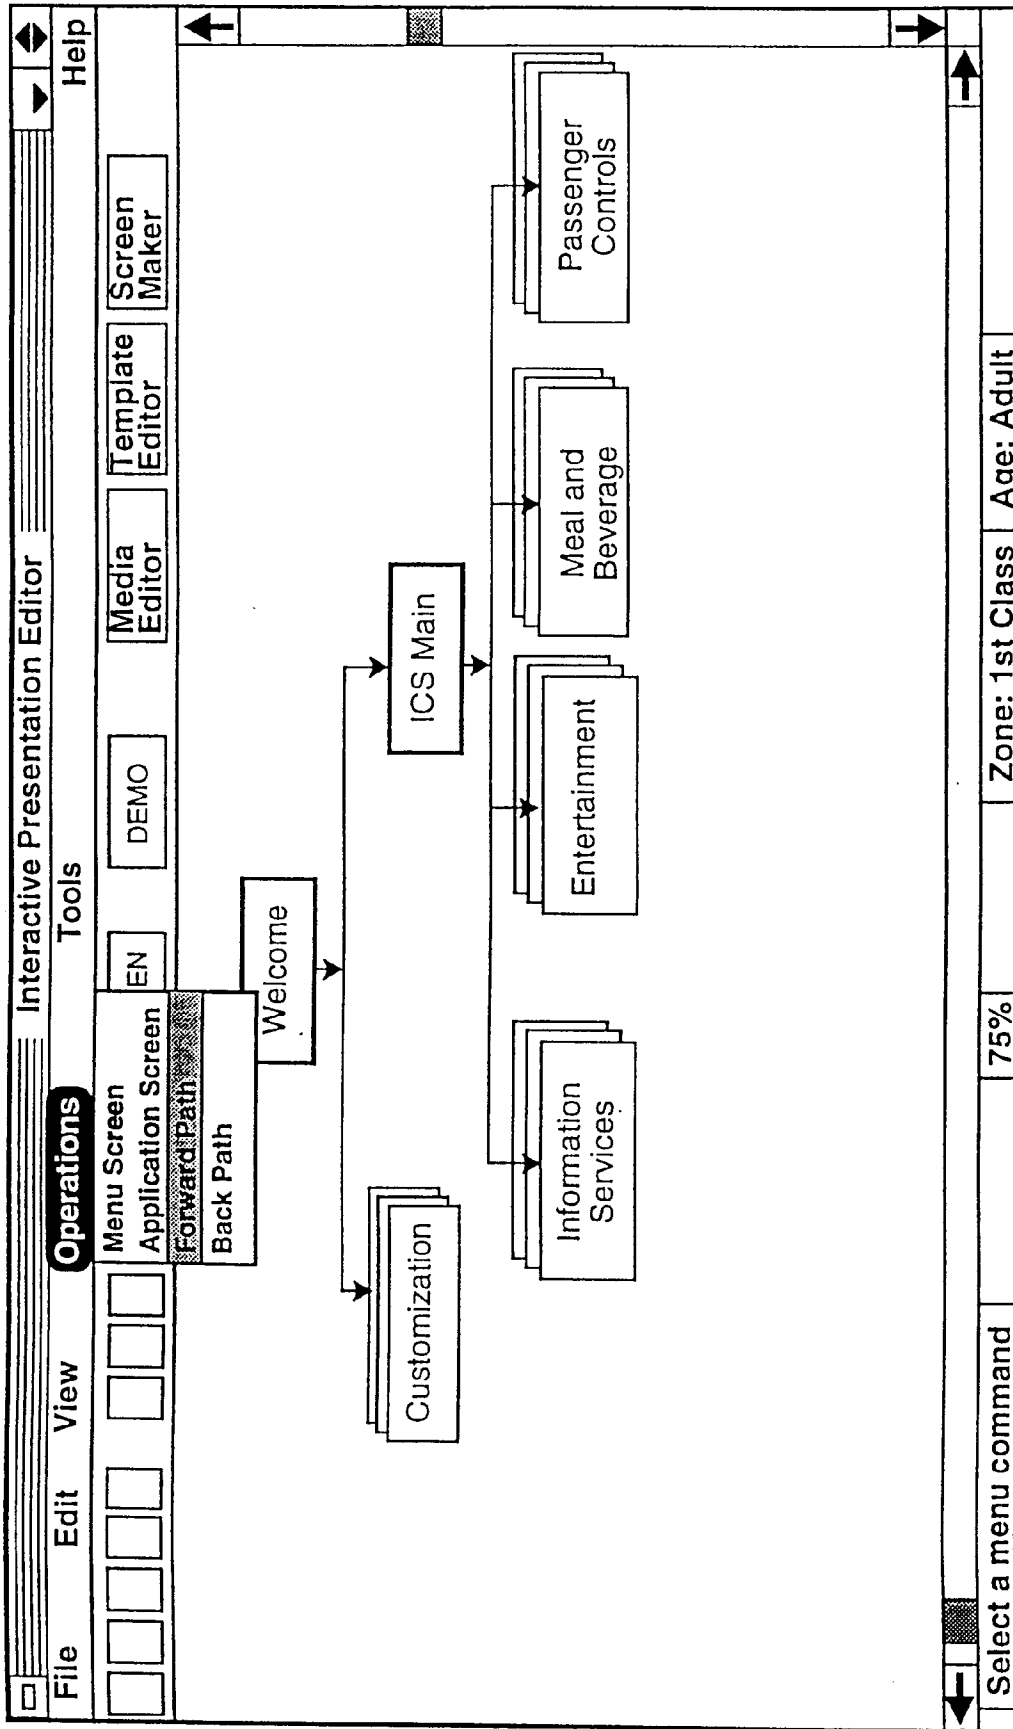 Interactive Presentation Editor
File Edit View Operations Tools Help
Menu Screen
Application Screen
Forward Path
Back Path
EN
DEMO
Media
Editor
Template
Editor
Screen
Maker
Welcome
Customization
ICS Main
Information
Services
Entertainment
Meal and
Beverage
Passenger
Controls
Select a menu command 75% Zone: 1st Class Age: Adult